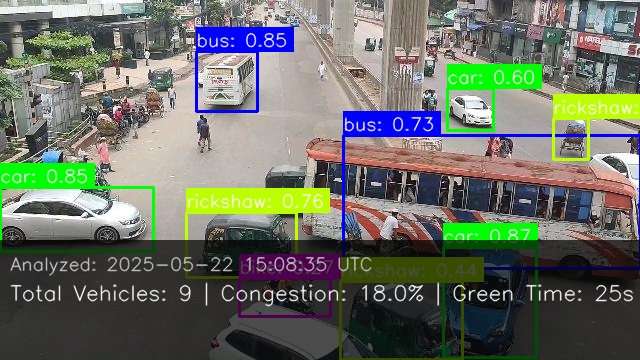 bus: 0.85
car: 0.60
rickshaw:
bus: 0.73
car: 0.85
rickshaw: 0.76
car: 0.87
Analyzed: 2025-05-22 15:08:35 UTC
kshaw: 0.44
Total Vehicles: 9 | Congestion: 18.0% | Green Time: 25s